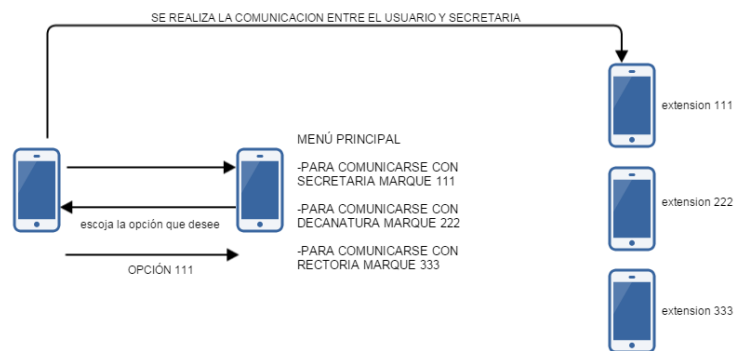 SE REALIZA LA COMUNICACION ENTRE EL USUARIO Y SECRETARIA
extension 111
MENÚ PRINCIPAL
-PARA COMUNICARSE CON
SECRETARIA MARQUE 111
-PARA COMUNICARSE CON
DECANATURA MARQUE 222
-PARA COMUNICARSE CON
RECTORIA MARQUE 333
escoja la opción que desee
OPCIÓN 111
extension 222
extension 333